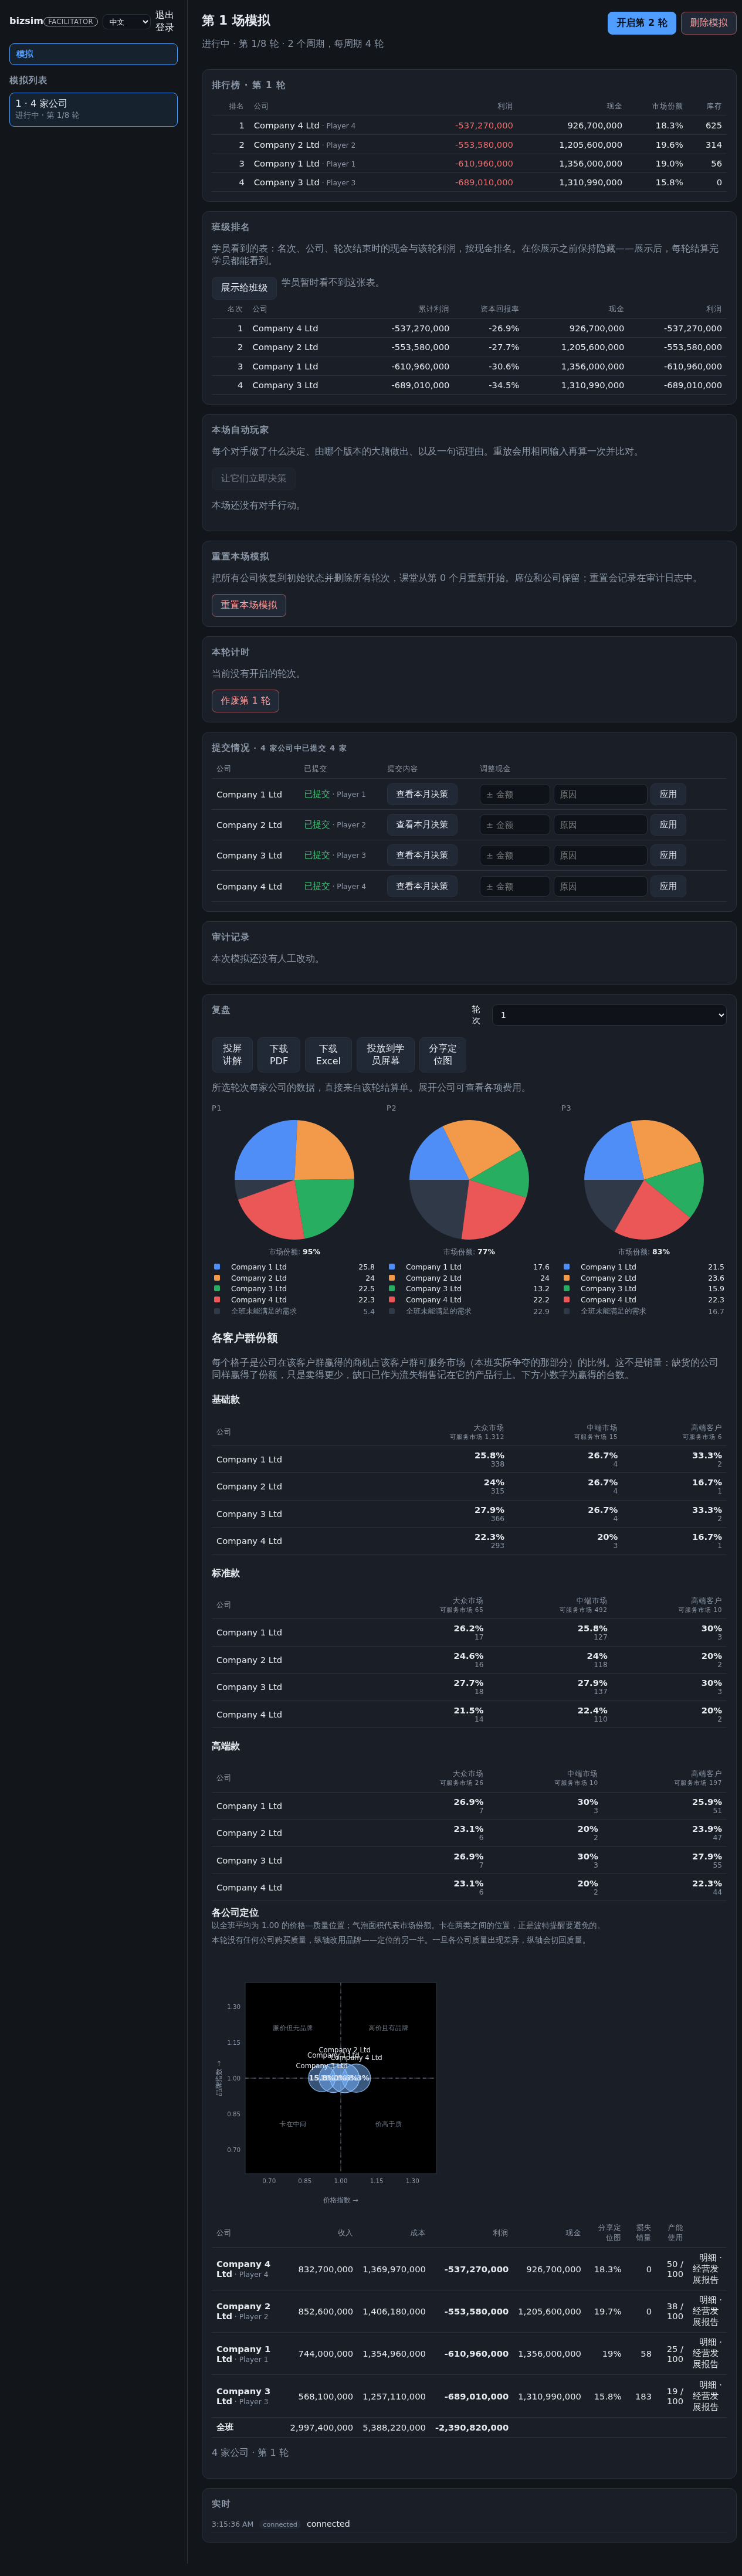 bizsim FACILITATOR 中文 退出登录
模拟
模拟列表
1 · 4 家公司
进行中 · 第 1/8 轮
第 1 场模拟
开启第 2 轮 删除模拟
进行中 · 第 1/8 轮 · 2 个周期，每周期 4 轮
排行榜 · 第 1 轮
排名 公司 利润 现金 市场份额 库存
1 Company 4 Ltd · Player 4 -537,270,000 926,700,000 18.3% 625
2 Company 2 Ltd · Player 2 -553,580,000 1,205,600,000 19.6% 314
3 Company 1 Ltd · Player 1 -610,960,000 1,356,000,000 19.0% 56
4 Company 3 Ltd · Player 3 -689,010,000 1,310,990,000 15.8% 0
班级排名
学员看到的表：名次、公司、轮次结束时的现金与该轮利润，按现金排名。在你展示之前保持隐藏——展示后，每轮结算完
学员都能看到。
展示给班级 学员暂时看不到这张表。
名次 公司 累计利润 资本回报率 现金 利润
1 Company 4 Ltd -537,270,000 -26.9% 926,700,000 -537,270,000
2 Company 2 Ltd -553,580,000 -27.7% 1,205,600,000 -553,580,000
3 Company 1 Ltd -610,960,000 -30.6% 1,356,000,000 -610,960,000
4 Company 3 Ltd -689,010,000 -34.5% 1,310,990,000 -689,010,000
本场自动玩家
每个对手做了什么决定、由哪个版本的大脑做出、以及一句话理由。重放会用相同输入再算一次并比对。
让它们立即决策
本场还没有对手行动。
重置本场模拟
把所有公司恢复到初始状态并删除所有轮次，课堂从第 0 个月重新开始。席位和公司保留；重置会记录在审计日志中。
重置本场模拟
本轮计时
当前没有开启的轮次。
作废第 1 轮
提交情况 · 4 家公司中已提交 4 家
公司 已提交 提交内容 调整现金
Company 1 Ltd 已提交 · Player 1 查看本月决策 ± 金额 原因 应用
Company 2 Ltd 已提交 · Player 2 查看本月决策 ± 金额 原因 应用
Company 3 Ltd 已提交 · Player 3 查看本月决策 ± 金额 原因 应用
Company 4 Ltd 已提交 · Player 4 查看本月决策 ± 金额 原因 应用
审计记录
本次模拟还没有人工改动。
复盘 轮次 1
投屏讲解 下载PDF 下载Excel 投放到学员屏幕 分享定位图
所选轮次每家公司的数据，直接来自该轮结算单。展开公司可查看各项费用。
P1 P2 P3
市场份额: 95% 市场份额: 77% 市场份额: 83%
Company 1 Ltd 25.8 Company 1 Ltd 17.6 Company 1 Ltd 21.5
Company 2 Ltd 24 Company 2 Ltd 24 Company 2 Ltd 23.6
Company 3 Ltd 22.5 Company 3 Ltd 13.2 Company 3 Ltd 15.9
Company 4 Ltd 22.3 Company 4 Ltd 22.2 Company 4 Ltd 22.3
全班未能满足的需求 5.4 全班未能满足的需求 22.9 全班未能满足的需求 16.7
各客户群份额
每个格子是公司在该客户群赢得的商机占该客户群可服务市场（本班实际争夺的那部分）的比例。这不是销量：缺货的公司
同样赢得了份额，只是卖得更少，缺口已作为流失销售记在它的产品行上。下方小数字为赢得的台数。
基础款
公司 大众市场 中端市场 高端客户
可服务市场 1,312 可服务市场 15 可服务市场 6
Company 1 Ltd 25.8% 26.7% 33.3%
338 4 2
Company 2 Ltd 24% 26.7% 16.7%
315 4 1
Company 3 Ltd 27.9% 26.7% 33.3%
366 4 2
Company 4 Ltd 22.3% 20% 16.7%
293 3 1
标准款
公司 大众市场 中端市场 高端客户
可服务市场 65 可服务市场 492 可服务市场 10
Company 1 Ltd 26.2% 25.8% 30%
17 127 3
Company 2 Ltd 24.6% 24% 20%
16 118 2
Company 3 Ltd 27.7% 27.9% 30%
18 137 3
Company 4 Ltd 21.5% 22.4% 20%
14 110 2
高端款
公司 大众市场 中端市场 高端客户
可服务市场 26 可服务市场 10 可服务市场 197
Company 1 Ltd 26.9% 30% 25.9%
7 3 51
Company 2 Ltd 23.1% 20% 23.9%
6 2 47
Company 3 Ltd 26.9% 30% 27.9%
7 3 55
Company 4 Ltd 23.1% 20% 22.3%
6 2 44
各公司定位
以全班平均为 1.00 的价格—质量位置；气泡面积代表市场份额。卡在两类之间的位置，正是波特提醒要避免的。
本轮没有任何公司购买质量，纵轴改用品牌——定位的另一半。一旦各公司质量出现差异，纵轴会切回质量。
1.30
廉价但无品牌 高价且有品牌
1.15
Company 2 Ltd
1.00
品牌指数 →
0.85
卡在中间 价高于质
0.70
0.70 0.85 1.00 1.15 1.30
价格指数 →
公司 收入 成本 利润 现金 分享定位图 损失销量 产能使用
Company 4 Ltd · Player 4 832,700,000 1,369,970,000 -537,270,000 926,700,000 18.3% 0 50 / 100 明细 · 经营发展报告
Company 2 Ltd · Player 2 852,600,000 1,406,180,000 -553,580,000 1,205,600,000 19.7% 0 38 / 100 明细 · 经营发展报告
Company 1 Ltd · Player 1 744,000,000 1,354,960,000 -610,960,000 1,356,000,000 19% 58 25 / 100 明细 · 经营发展报告
Company 3 Ltd · Player 3 568,100,000 1,257,110,000 -689,010,000 1,310,990,000 15.8% 183 19 / 100 明细 · 经营发展报告
全班 2,997,400,000 5,388,220,000 -2,390,820,000
4 家公司 · 第 1 轮
实时
3:15:36 AM connected connected